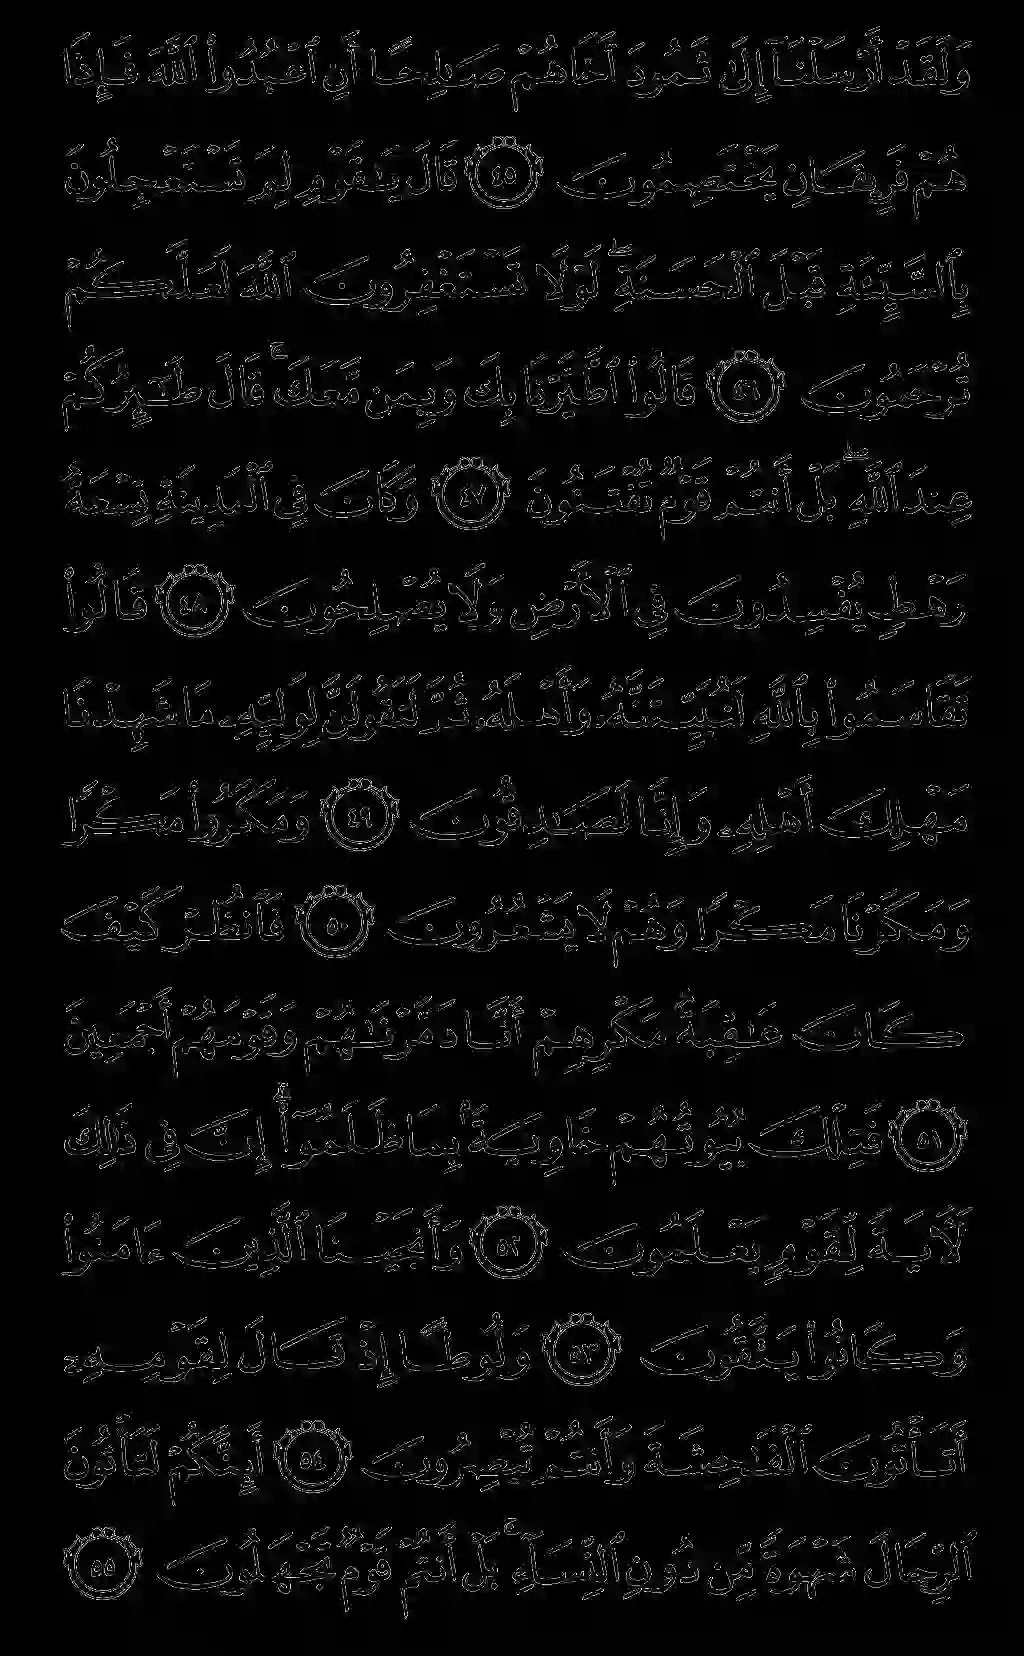 وَلَقَدْ أَرْسَلْنَآ إِلَىٰ ثَمُودَ أَخَاهُمْ صَـٰلِحًا أَنِ ٱعْبُدُوا۟ ٱللَّهَ فَإِذَا
هُمْ فَرِيقَانِ يَخْتَصِمُونَ ٤٥ قَالَ يَـٰقَوْمِ لِمَ تَسْتَعْجِلُونَ
بِٱلسَّيِّئَةِ قَبْلَ ٱلْحَسَنَةِ ۖ لَوْلَا تَسْتَغْفِرُونَ ٱللَّهَ لَعَلَّكُمْ
تُرْحَمُونَ ٤٦ قَالُوا۟ ٱطَّيَّرْنَا بِكَ وَبِمَن مَّعَكَ ۚ قَالَ طَـٰٓئِرُكُمْ
عِندَ ٱللَّهِ ۖ بَلْ أَنتُمْ قَوْمٌ تُفْتَنُونَ ٤٧ وَكَانَ فِى ٱلْمَدِينَةِ تِسْعَةُ
رَهْطٍ يُفْسِدُونَ فِى ٱلْأَرْضِ وَلَا يُصْلِحُونَ ٤٨ قَالُوا۟
تَقَاسَمُوا۟ بِٱللَّهِ لَنُبَيِّتَنَّهُۥ وَأَهْلَهُۥ ثُمَّ لَنَقُولَنَّ لِوَلِيِّهِۦ مَا شَهِدْنَا
مَهْلِكَ أَهْلِهِۦ وَإِنَّا لَصَـٰدِقُونَ ٤٩ وَمَكَرُوا۟ مَكْرًا
وَمَكَرْنَا مَكْرًا وَهُمْ لَا يَشْعُرُونَ ٥٠ فَٱنظُرْ كَيْفَ
كَانَ عَـٰقِبَةُ مَكْرِهِمْ أَنَّا دَمَّرْنَـٰهُمْ وَقَوْمَهُمْ أَجْمَعِينَ
٥١ فَتِلْكَ بُيُوتُهُمْ خَاوِيَةًۢ بِمَا ظَلَمُوٓا۟ ۗ إِنَّ فِى ذَٰلِكَ
لَـَٔايَةً لِّقَوْمٍ يَعْلَمُونَ ٥٢ وَأَنجَيْنَا ٱلَّذِينَ ءَامَنُوا۟
وَكَانُوا۟ يَتَّقُونَ ٥٣ وَلُوطًا إِذْ قَالَ لِقَوْمِهِۦٓ
أَتَأْتُونَ ٱلْفَـٰحِشَةَ وَأَنتُمْ تُبْصِرُونَ ٥٤ أَئِنَّكُمْ لَتَأْتُونَ
ٱلرِّجَالَ شَهْوَةً مِّن دُونِ ٱلنِّسَآءِ ۚ بَلْ أَنتُمْ قَوْمٌ تَجْهَلُونَ ٥٥